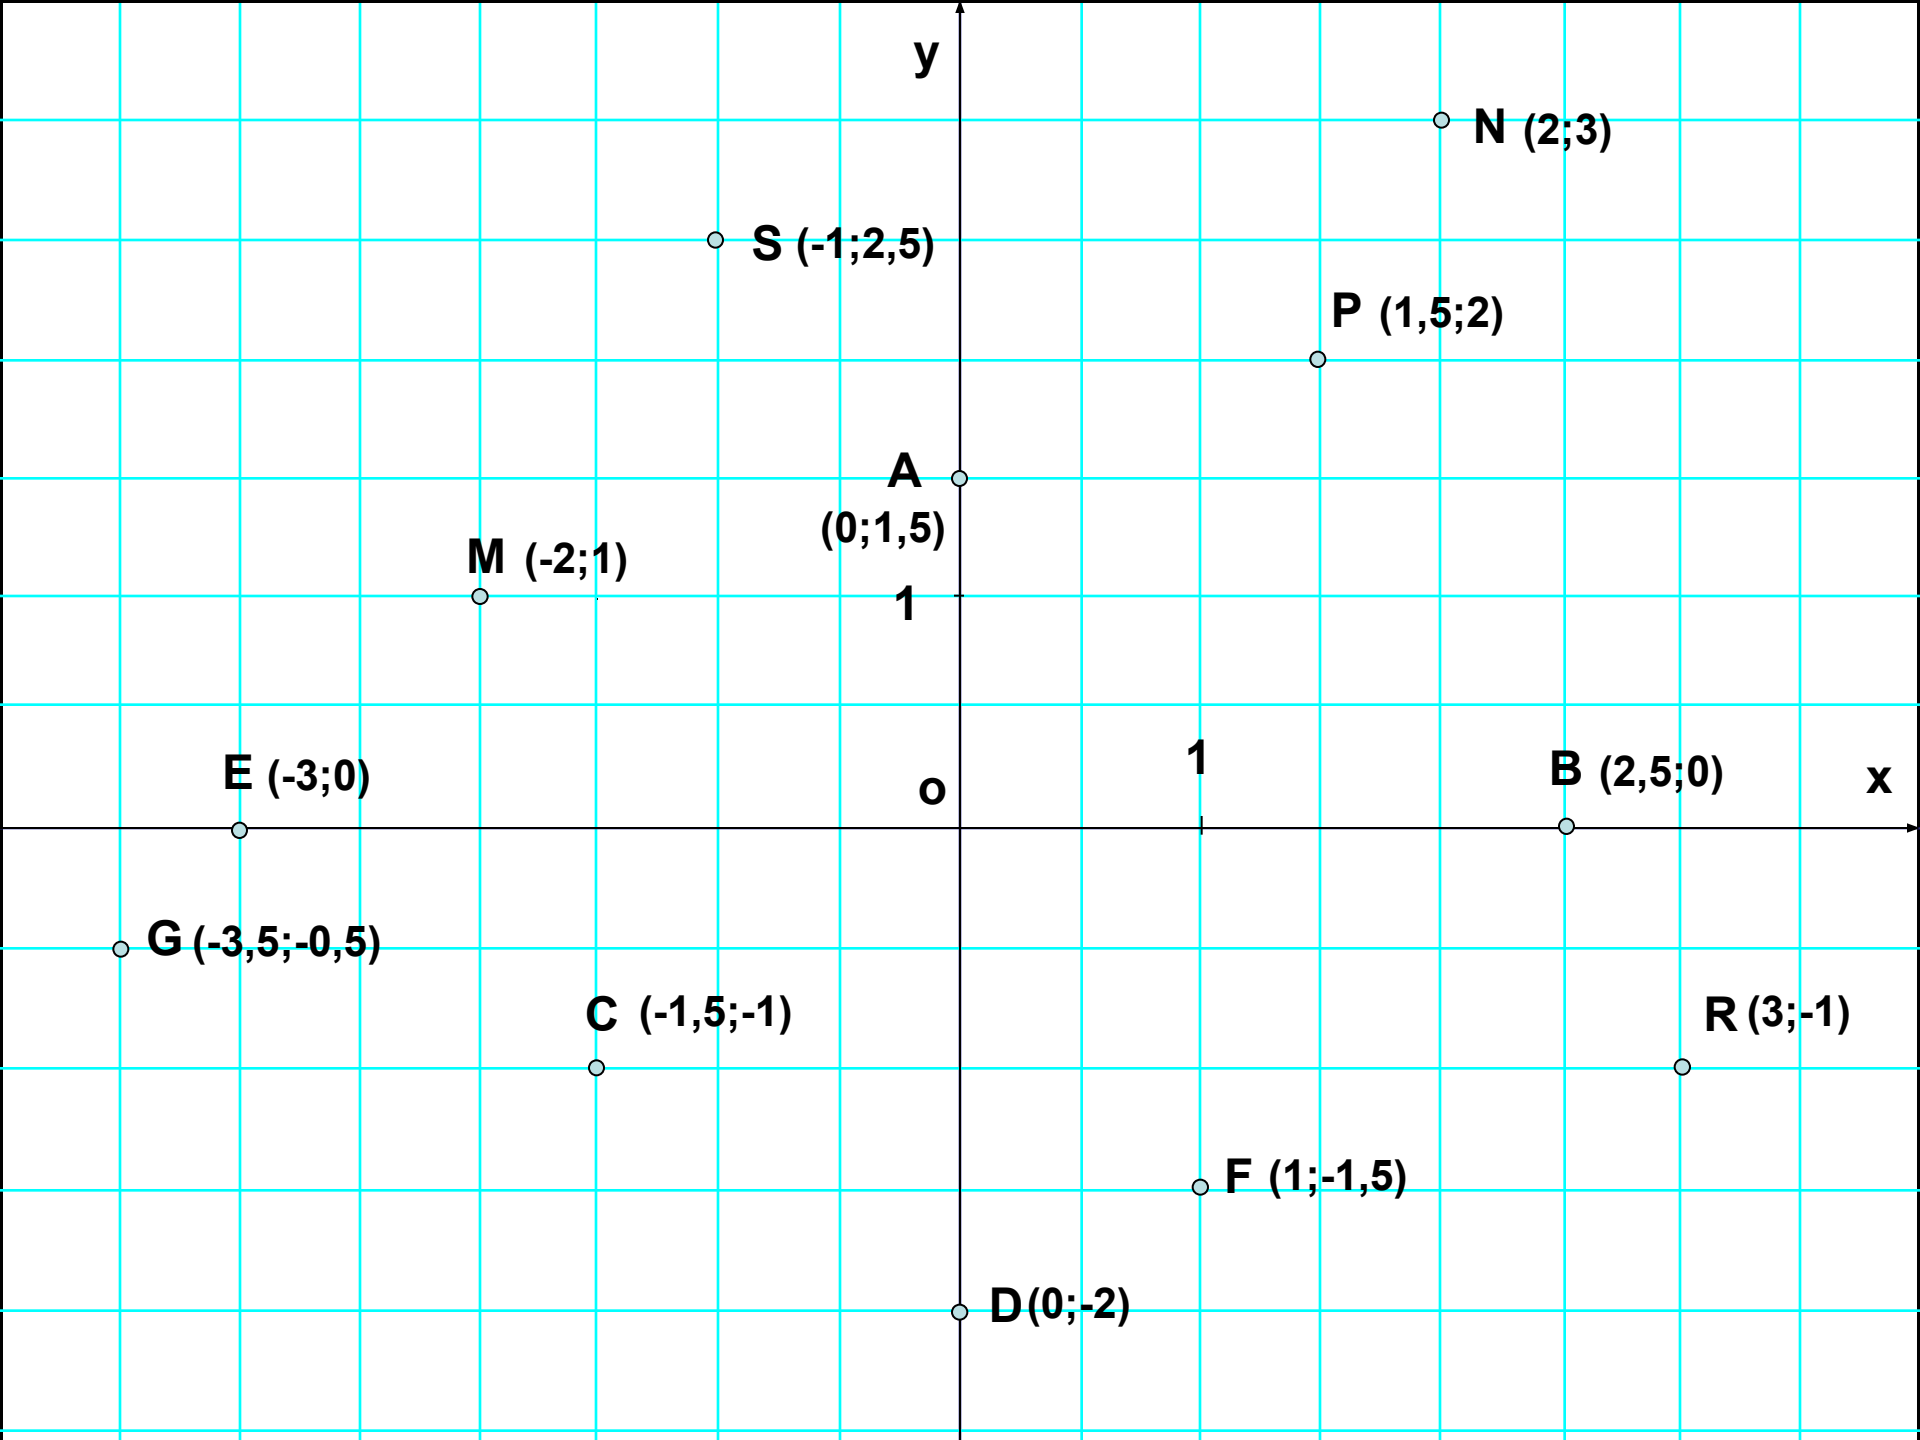 y
N (2;3)
S (-1;2,5)
P (1,5;2)
A
(0;1,5)
M (-2;1)
1
1
E (-3;0)
o
B (2,5;0)
x
G (-3,5;-0,5)
C (-1,5;-1)
R (3;-1)
F (1;-1,5)
D (0;-2)